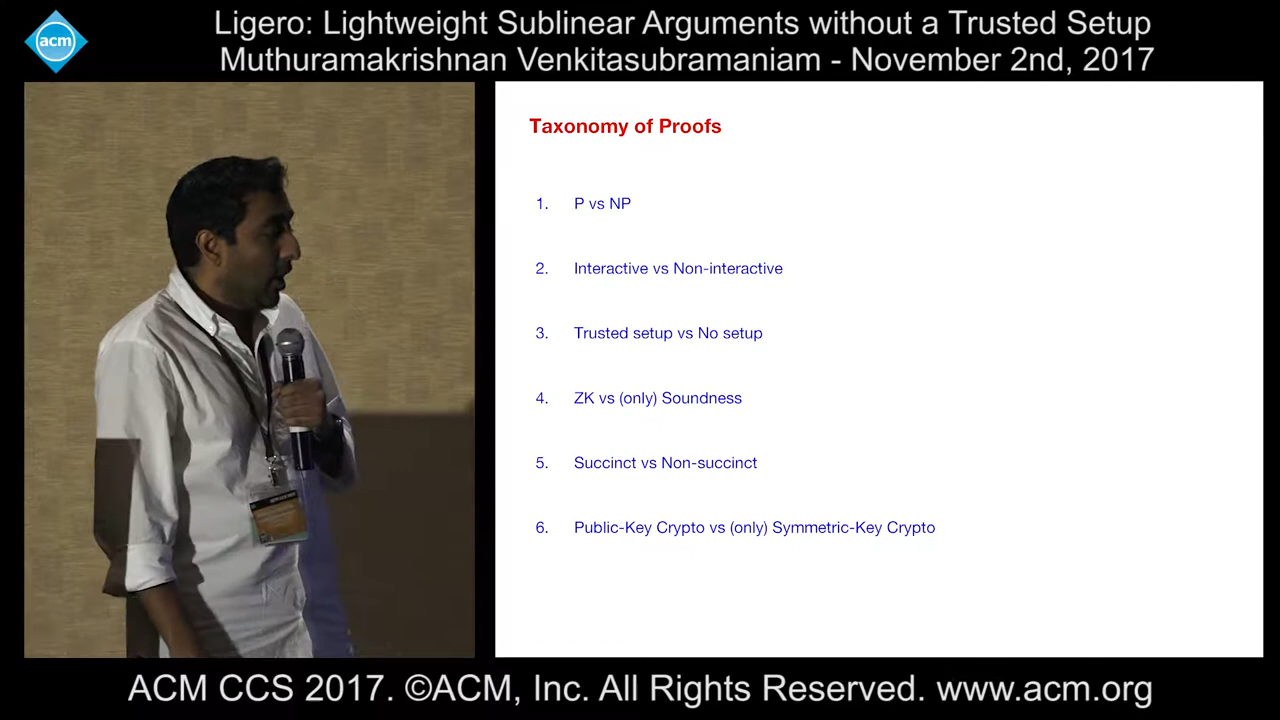 acm
Ligero: Lightweight Sublinear Arguments without a Trusted Setup
Muthuramakrishnan Venkitasubramaniam - November 2nd, 2017
Taxonomy of Proofs
1. P vs NP
2. Interactive vs Non-interactive
3. Trusted setup vs No setup
4. ZK vs (only) Soundness
5. Succinct vs Non-succinct
6. Public-Key Crypto vs (only) Symmetric-Key Crypto
ACM CCS 2017. ©ACM, Inc. All Rights Reserved. www.acm.org